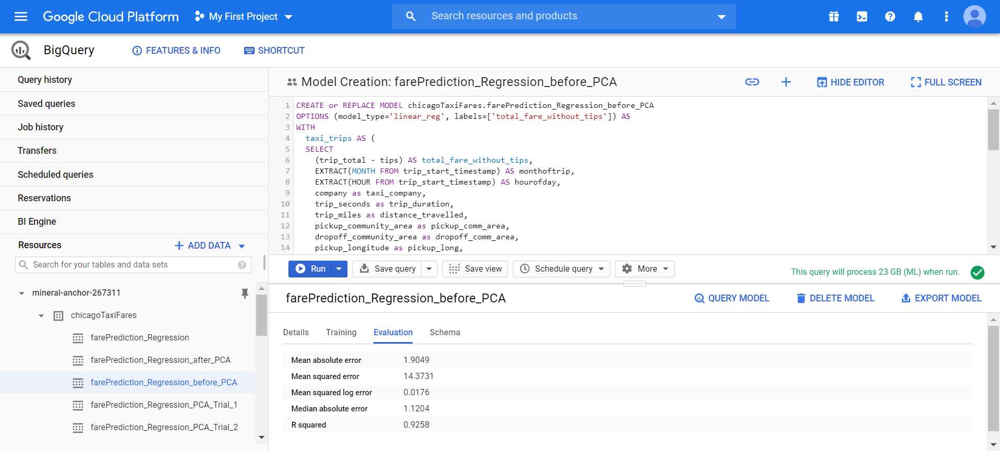 Google Cloud Platform
My First Project
Search resources and products
BigQuery
FEATURES & INFO
SHORTCUT
Query history
Saved queries
Job history
Transfers
Scheduled queries
Reservations
BI Engine
Resources
ADD DATA
Search for your tables and data sets
mineral-anchor-267311
chicagoTaxiFares
farePrediction_Regression
farePrediction_Regression_after_PCA
farePrediction_Regression_before_PCA
farePrediction_Regression_PCA_Trial_1
farePrediction_Regression_PCA_Trial_2
Model Creation: farePrediction_Regression_before_PCA
HIDE EDITOR
FULL SCREEN
1 CREATE or REPLACE MODEL chicagoTaxiFares.farePrediction_Regression_before_PCA
2 OPTIONS (model_type='linear_reg', labels=['total_fare_without_tips']) AS
3 WITH
4 taxi_trips AS (
5 SELECT
6 (trip_total - tips) AS total_fare_without_tips,
7 EXTRACT(MONTH FROM trip_start_timestamp) AS monthoftrip,
8 EXTRACT(HOUR FROM trip_start_timestamp) AS hourofday,
9 company as taxi_company,
10 trip_seconds as trip_duration,
11 trip_miles as distance_travelled,
12 pickup_community_area as pickup_comm_area,
13 dropoff_community_area as dropoff_comm_area,
14 pickup_longitude as pickup_long,
Run
Save query
Save view
Schedule query
More
This query will process 23 GB (ML) when run.
farePrediction_Regression_before_PCA
QUERY MODEL
DELETE MODEL
EXPORT MODEL
Details
Training
Evaluation
Schema
Mean absolute error 1.9049
Mean squared error 14.3731
Mean squared log error 0.0176
Median absolute error 1.1204
R squared 0.9258